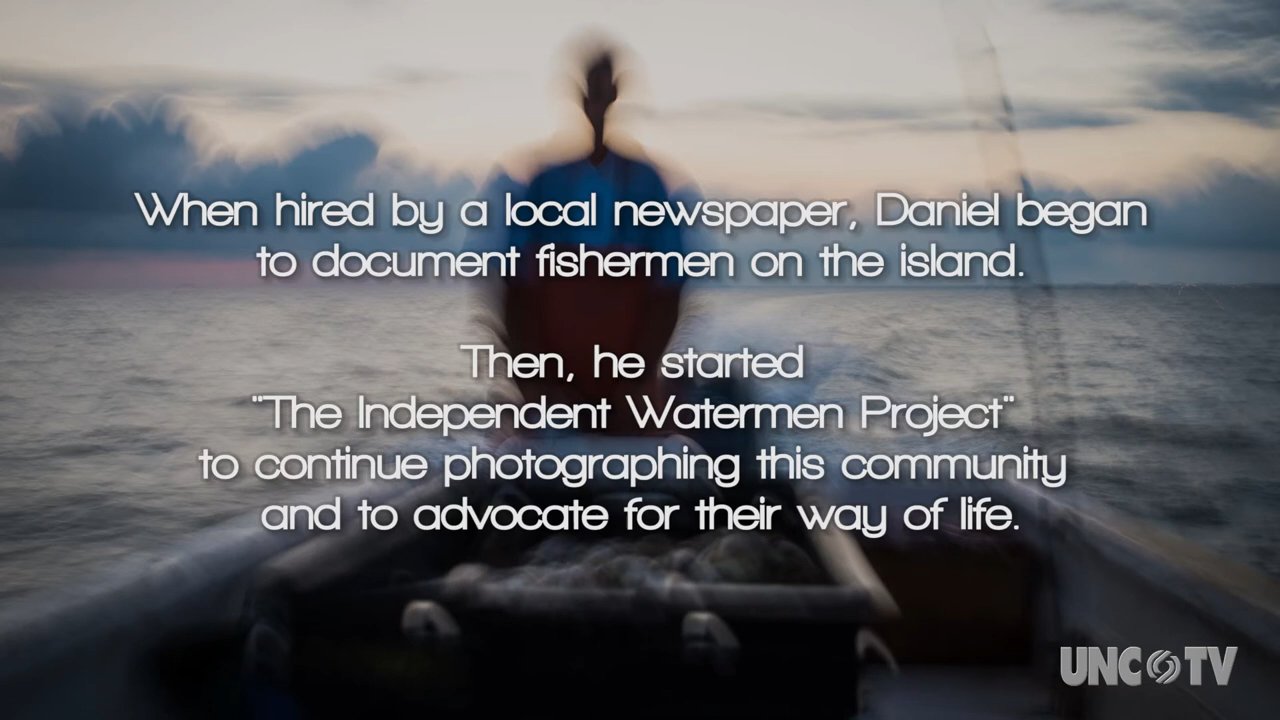 When hired by a local newspaper, Daniel began
to document fishermen on the island.
Then, he started
"The Independent Watermen Project"
to continue photographing this community
and to advocate for their way of life.
UNC TV